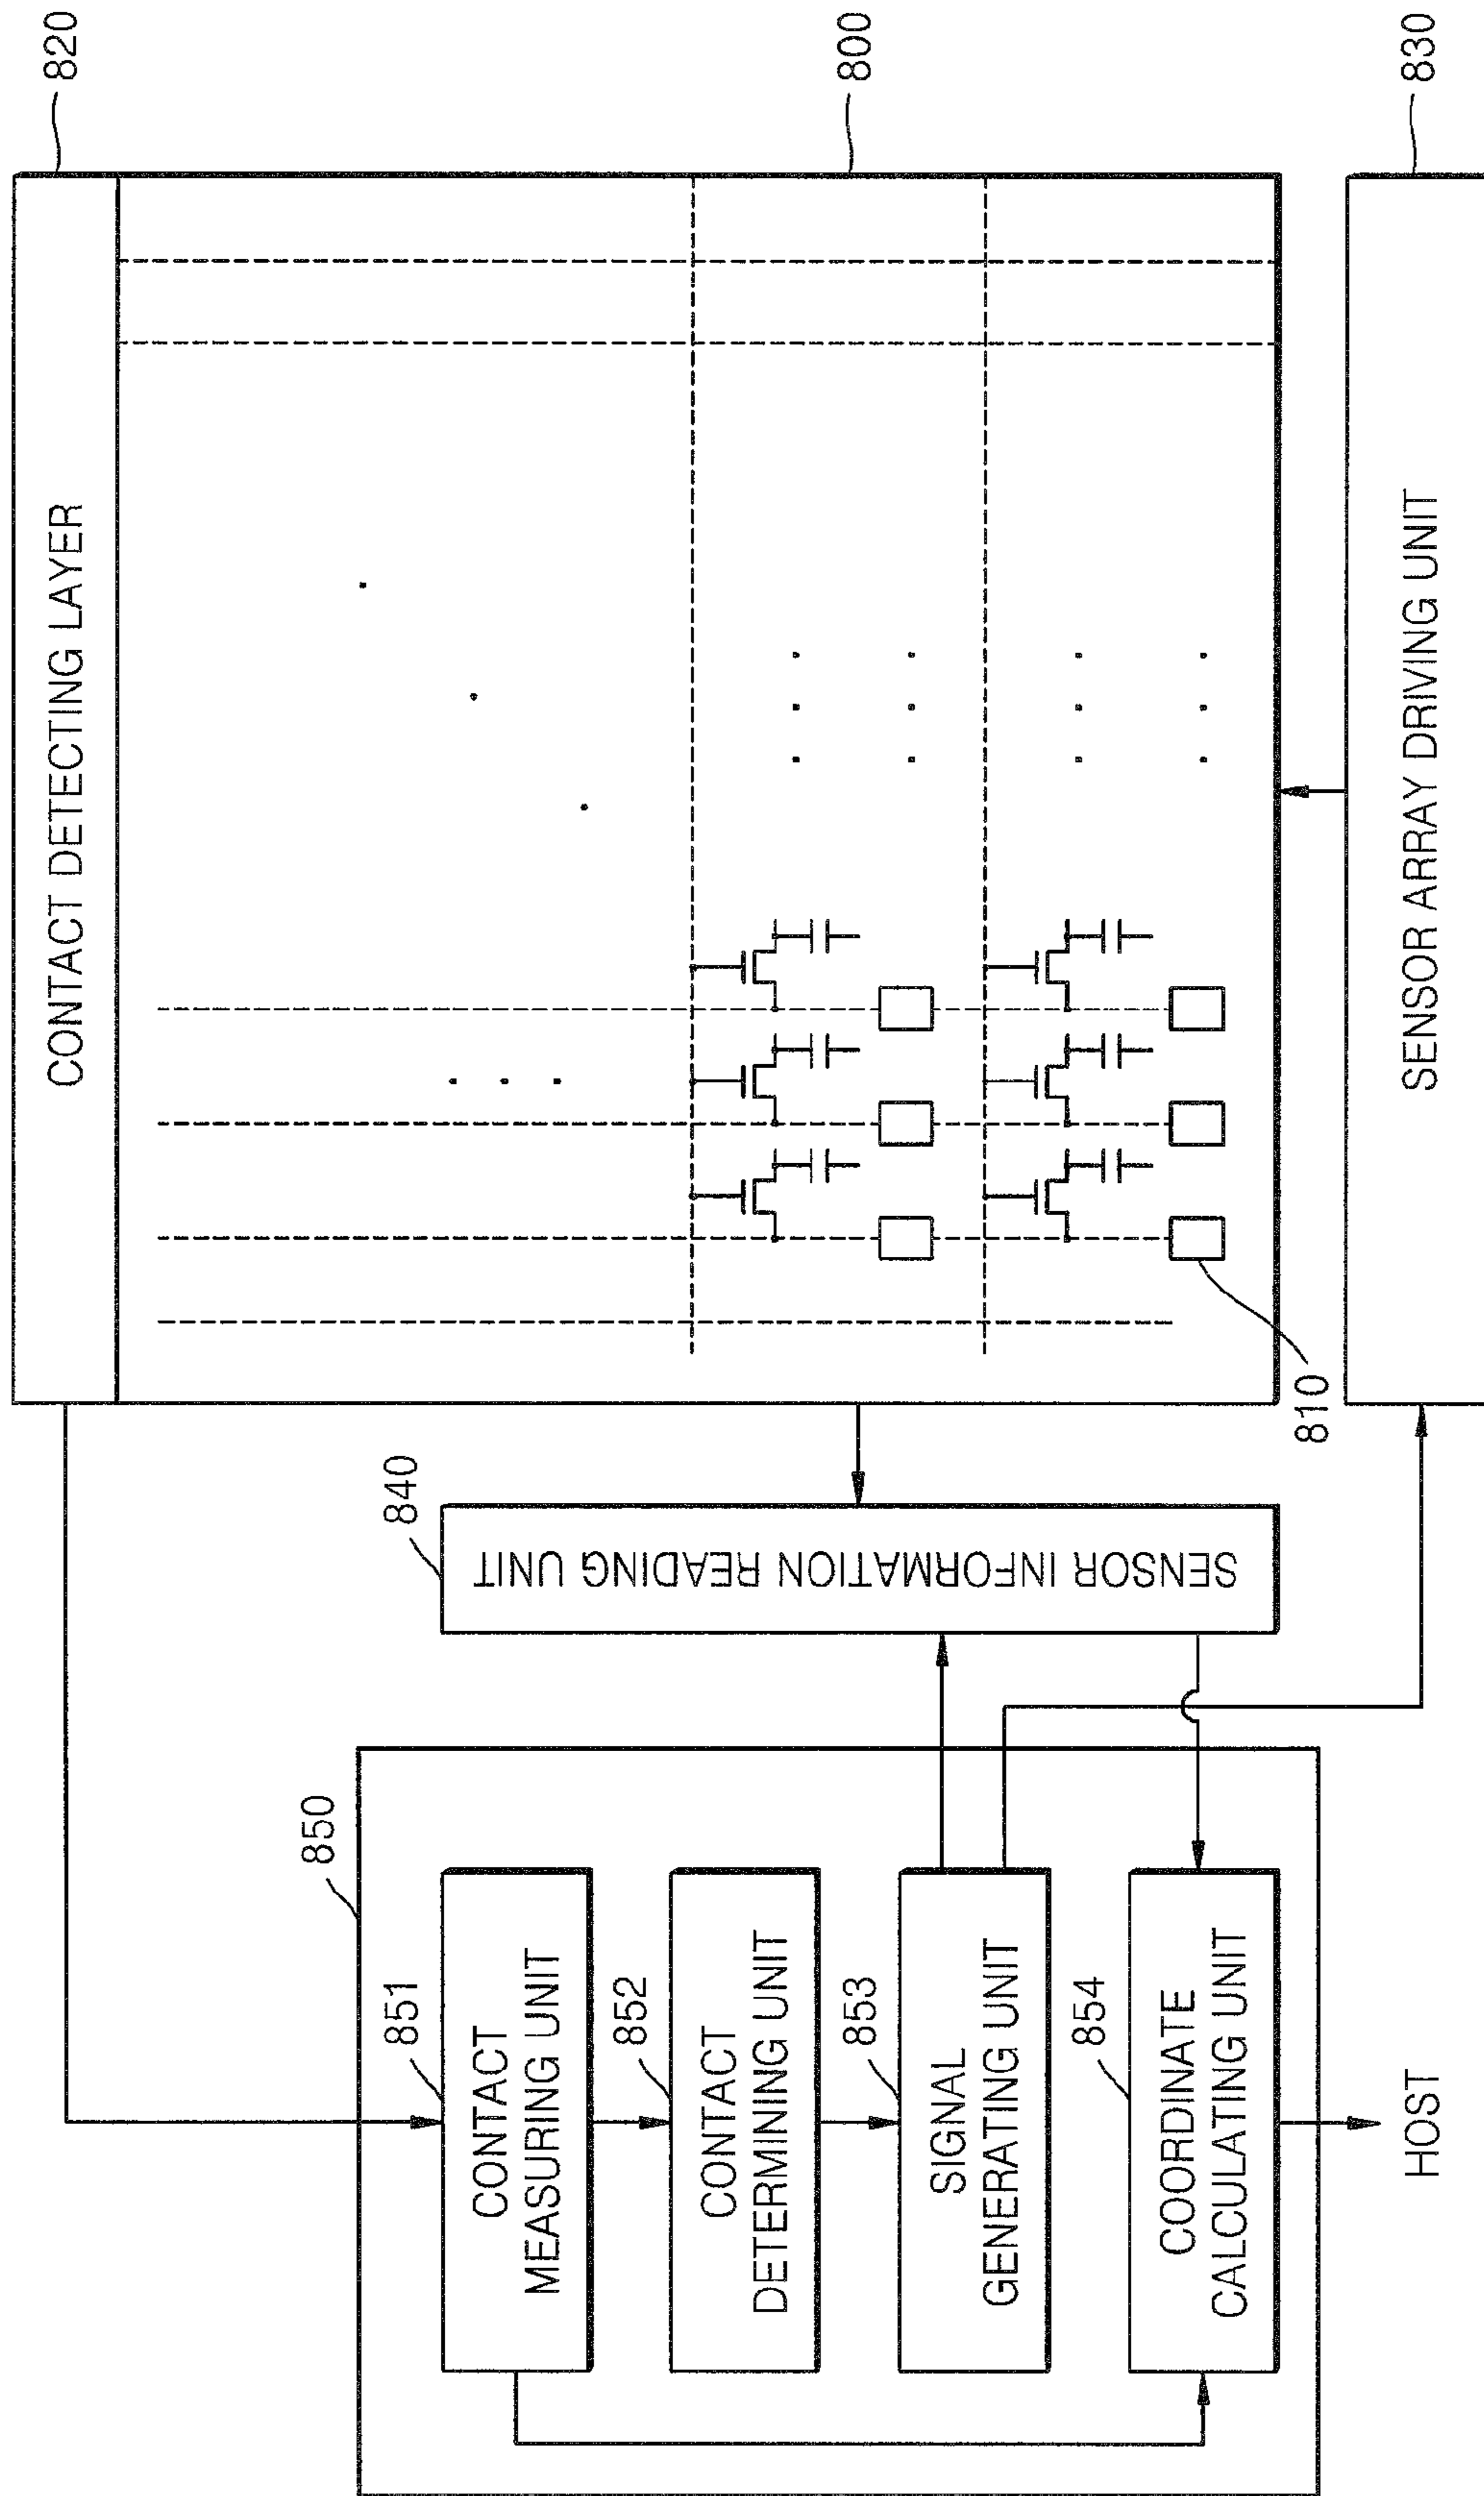 820
CONTACT DETECTING LAYER
800
810
830
SENSOR ARRAY DRIVING UNIT
840
SENSOR INFORMATION READING UNIT
850
851
CONTACT
MEASURING UNIT
852
CONTACT
DETERMINING UNIT
853
SIGNAL
GENERATING UNIT
854
COORDINATE
CALCULATING UNIT
HOST